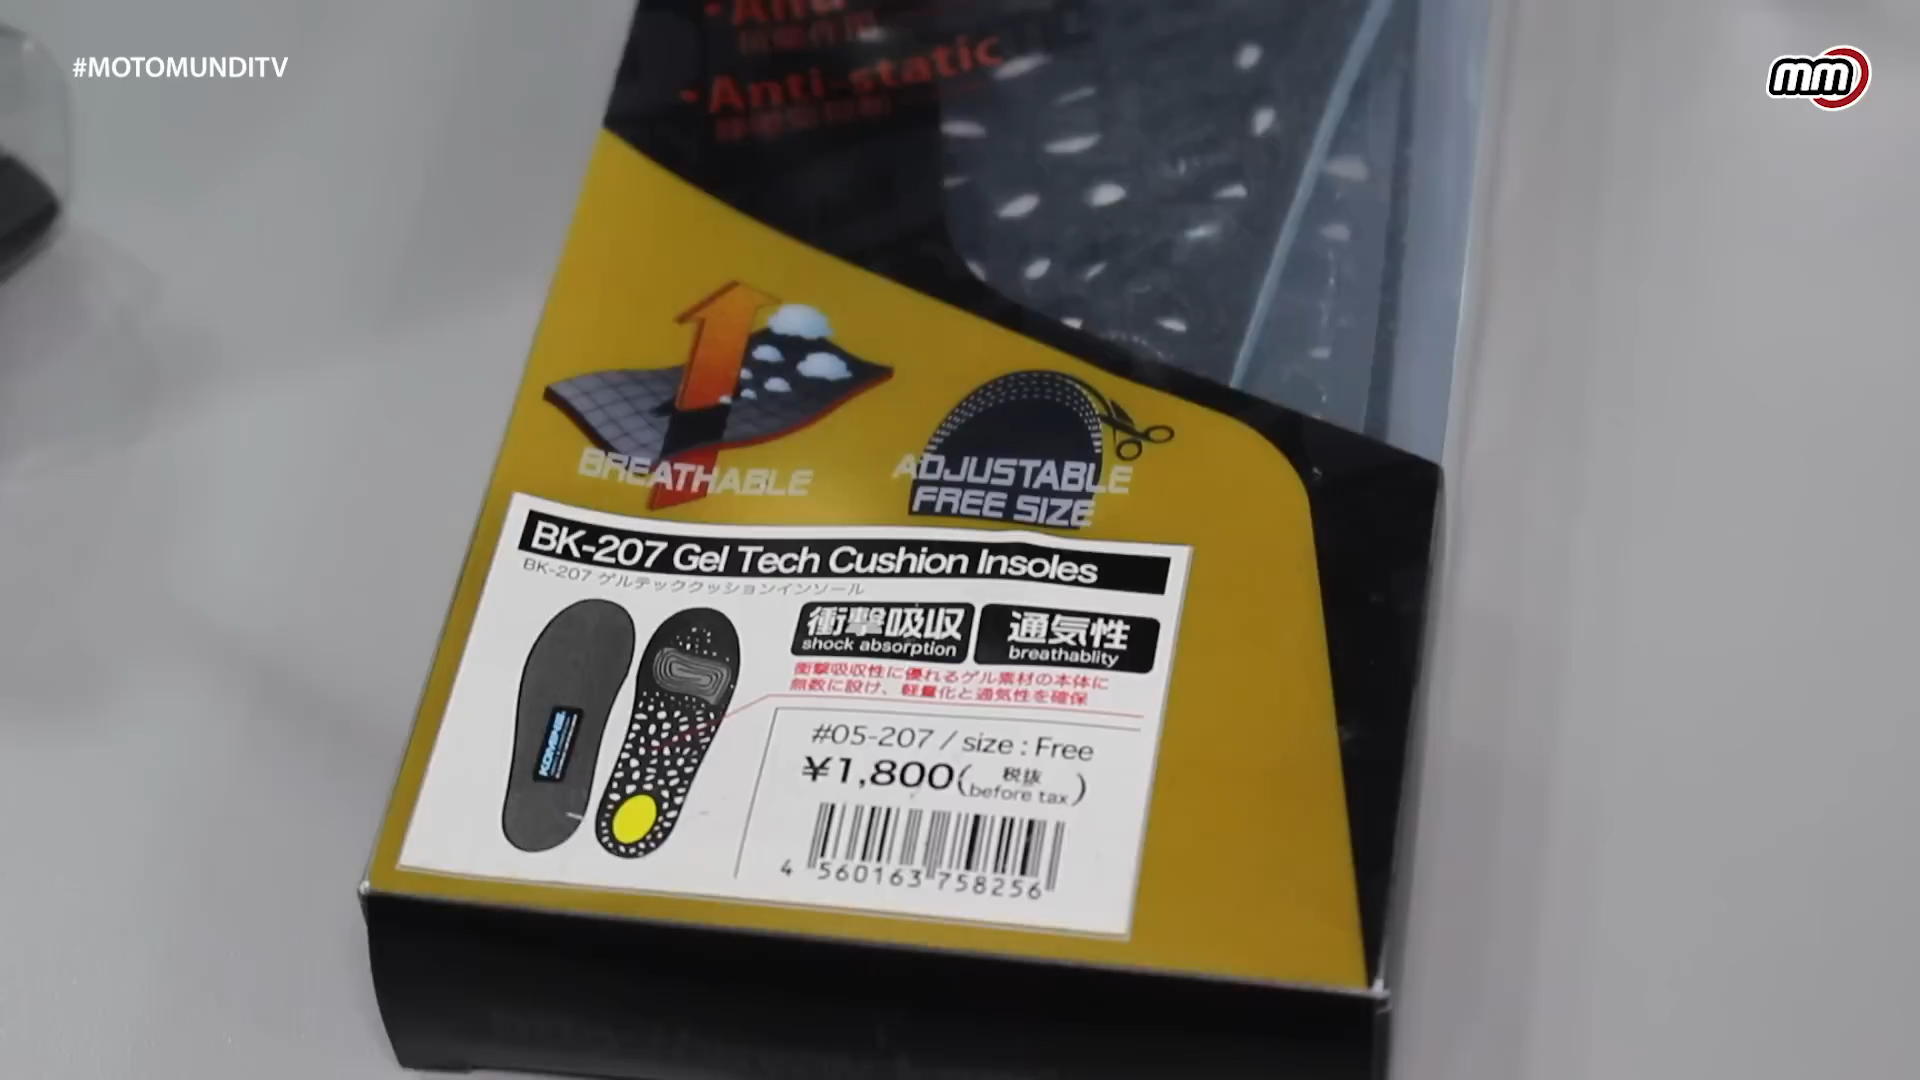 #MOTOMUNDITV
mm
・Anti-static
BREATHABLE
ADJUSTABLE
FREE SIZE
BK-207 Gel Tech Cushion Insoles
BK-207 ゲルテッククッションインソール
衝撃吸収
shock absorption
通気性
breathablity
衝撃吸収性に優れるゲル素材の本体に
無数に設け、軽量化と通気性を確保
KOMINE
#05-207 / size : Free
¥1,800(税抜
before tax)
4 560163 758256